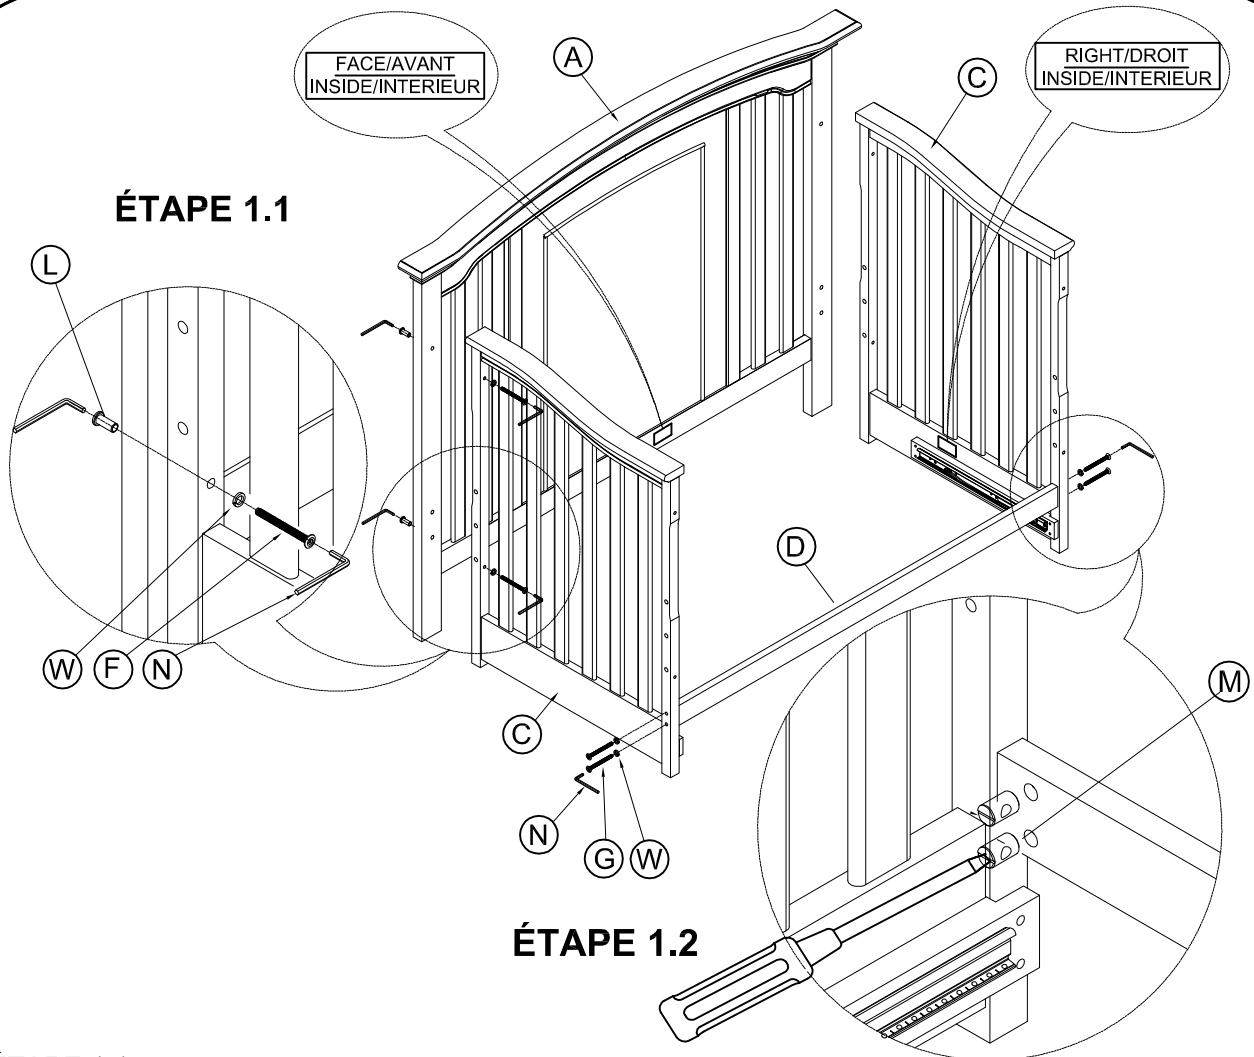 FACE/AVANT
INSIDE/INTERIEUR
A
RIGHT/DROIT
INSIDE/INTERIEUR
C
ÉTAPE 1.1
L
D
W
F
N
C
M
N
G
W
ÉTAPE 1.2